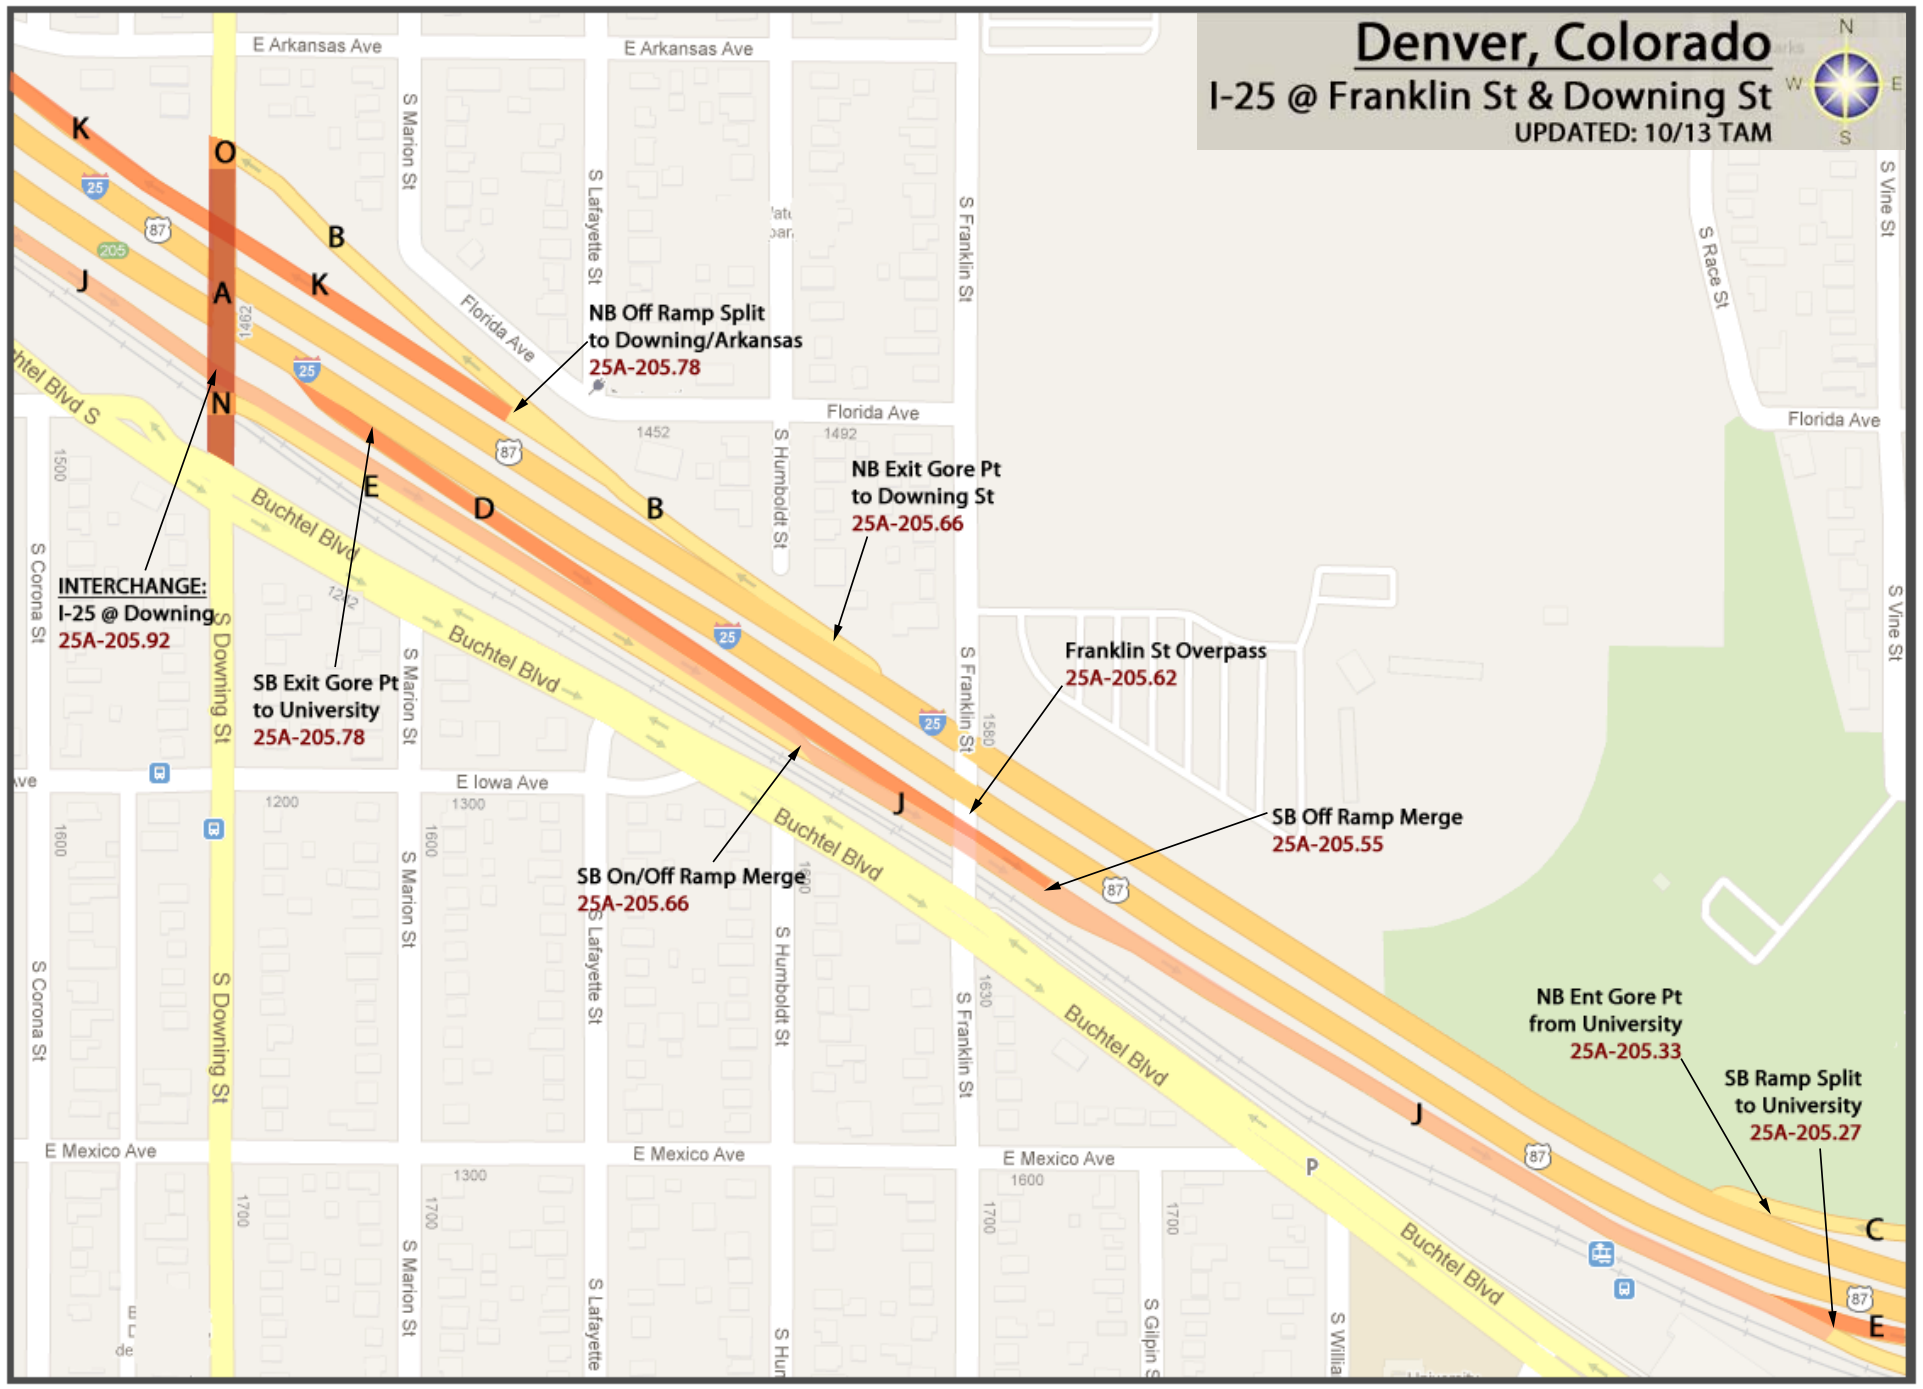 Denver, Colorado
I-25 @ Franklin St & Downing St
UPDATED: 10/13 TAM
N
W
E
S
E Arkansas Ave
E Arkansas Ave
K
O
25
B
87
205
K
J
A
1462
25
N
S Marion St
S Lafayette St
S Franklin St
S Race St
S Vine St
Florida Ave
NB Off Ramp Split
to Downing/Arkansas
25A-205.78
Florida Ave
Florida Ave
1452
1492
87
S Humboldt St
NB Exit Gore Pt
to Downing St
25A-205.66
Buchtel Blvd S
1500
E
D
B
Buchtel Blvd
S Corona St
INTERCHANGE:
I-25 @ Downing
25A-205.92
1242
S Downing St
SB Exit Gore Pt
to University
25A-205.78
S Marion St
Buchtel Blvd
25
Franklin St Overpass
25A-205.62
S Franklin St
1580
25
S Vine St
E Iowa Ave
1200
1300
1600
1600
J
Buchtel Blvd
SB Off Ramp Merge
25A-205.55
SB On/Off Ramp Merge
25A-205.66
87
S Corona St
S Downing St
S Marion St
S Lafayette St
S Humboldt St
1630
S Franklin St
Buchtel Blvd
NB Ent Gore Pt
from University
25A-205.33
SB Ramp Split
to University
25A-205.27
J
87
E Mexico Ave
E Mexico Ave
E Mexico Ave
1300
1600
P
1700
1700
1700
1700
C
Buchtel Blvd
87
E
S Marion St
S Lafayette
S Hun
S Gilpin S
S Willia